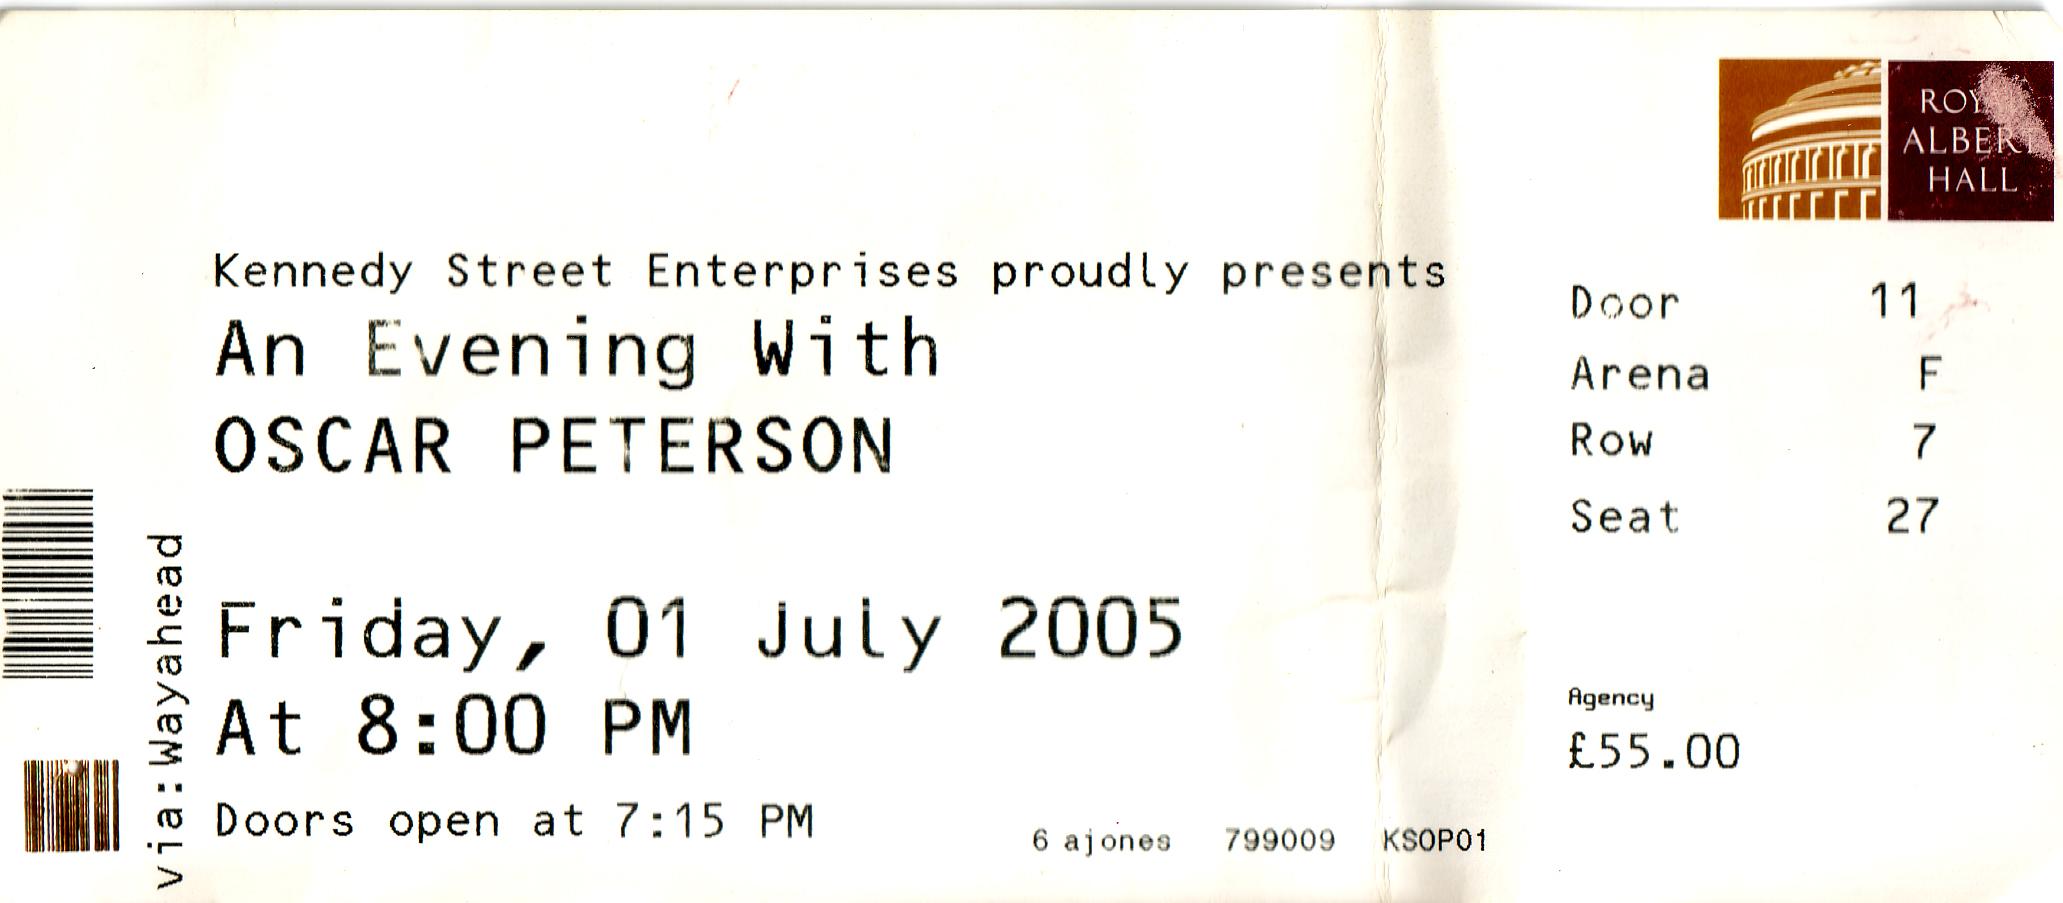 ROYAL
ALBERT
HALL
Kennedy Street Enterprises proudly presents
An Evening With
OSCAR PETERSON
Friday, 01 July 2005
At 8:00 PM
Doors open at 7:15 PM
6 ajones 799009 KSOP01
via:Wayahead
Door 11
Arena F
Row 7
Seat 27
Agency
£55.00